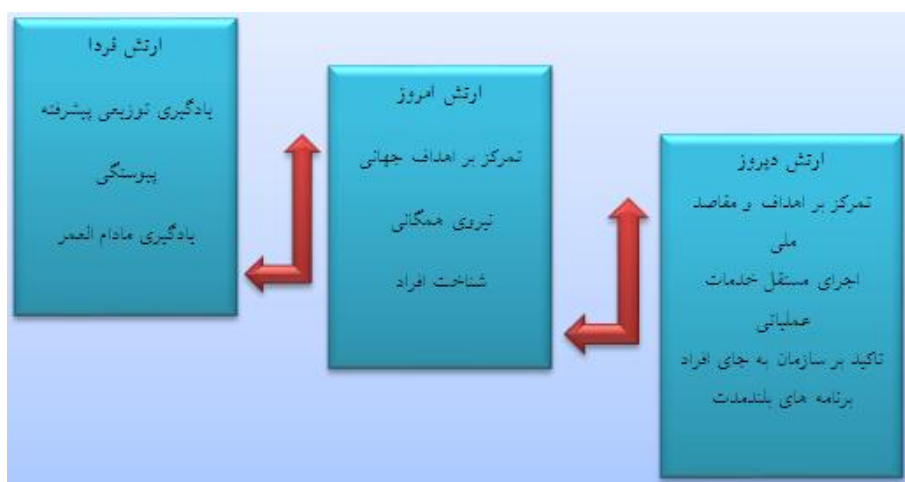 ارتش دیروز
تمرکز بر اهداف و مقاصد
ملی
اجرای مستقل خدمات
عملیاتی
تاکید بر سازمان به جای افراد
برنامه های بلندمدت
ارتش امروز
تمرکز بر اهداف جهانی
نیروی همگانی
شناخت افراد
ارتش فردا
یادگیری توزیعی پیشرفته
پیوستگی
یادگیری مادام العمر